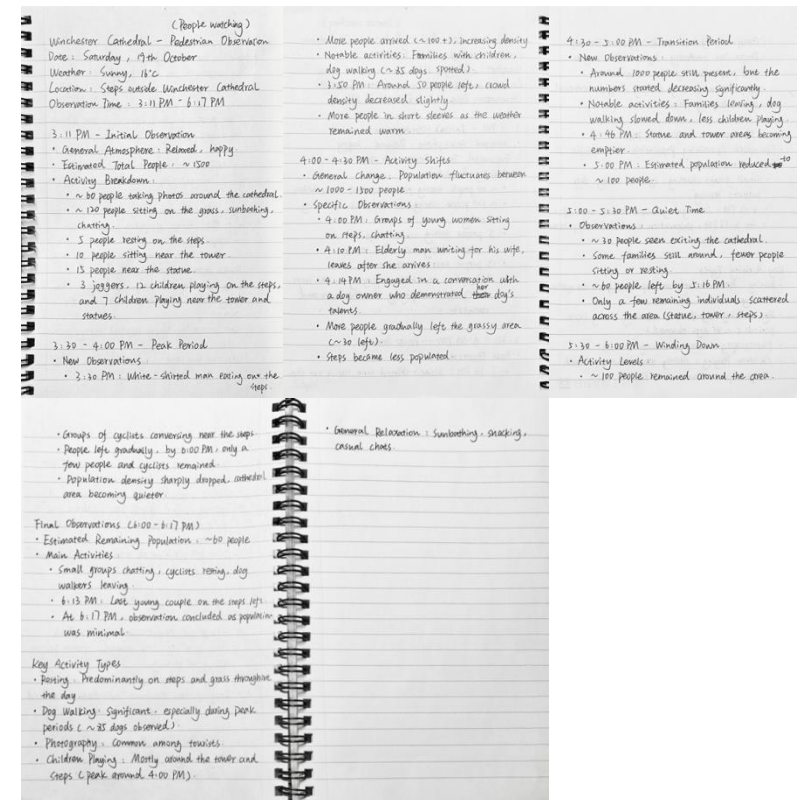 (People watching)
Winchester Cathedral - Pedestrian Observation
Date: Saturday, 19th October
Weather: Sunny, 18°c
Location: Steps outside Winchester Cathedral
Observation Time: 3:11 PM - 6:17 PM
3:11 PM - Initial Observation
• General Atmosphere: Relaxed, happy
• Estimated Total People: ~1500
• Activity Breakdown:
• ~60 people taking photos around the cathedral.
• ~120 people sitting on the grass, sunbathing,
chatting.
• 5 people resting on the steps.
• 10 people sitting near the tower.
• 15 people near the statue.
• 3 joggers, 12 children playing on the steps,
and 7 children playing near the tower and
statues.
3:30 - 4:00 PM - Peak Period
• New Observations:
• 3:30 PM: White-shirted man eating on the
steps.
• More people arrived (~100+), increasing density
• Notable activities: Families with children,
dog walking (~85 dogs spotted).
• 3:50 PM: Around 50 people left, crowd
density decreased slightly
• More people in short sleeves as the weather
remained warm
4:00 - 4:30 PM - Activity Shifts
• General Change: Population fluctuates between
~1000-1300 people
• Specific Observations:
• 4:00 PM: Groups of young women sitting
on steps, chatting.
• 4:10 PM: Elderly man waiting for his wife,
leaves after she arrives
• 4:14 PM: Engaged in a conversation with
a dog owner who demonstrated her dog's
talents.
• More people gradually left the grassy area
(~30 left).
• Steps became less populated
4:30 - 5:00 PM - Transition Period
• New Observations:
• Around 1000 people still present, but the
numbers started decreasing significantly.
• Notable activities: Families leaving, dog
walking slowed down, less children playing.
• 4:46 PM: Statue and tower areas becoming
emptier
• 5:00 PM: Estimated population reduced to
~100 people.
5:00 - 5:30 PM - Quiet Time
• Observations:
• ~30 people seen exiting the cathedral.
• Some families still around, fewer people
sitting or resting.
• ~60 people left by 5:16 PM.
• Only a few remaining individuals scattered
across the area (statue, tower, steps).
5:30 - 6:00 PM - Winding Down
• Activity Levels
• ~100 people remained around the area.
• Groups of cyclists conversing near the steps.
• People left gradually, by 6:00 PM, only a
few people and cyclists remained.
• Population density sharply dropped, cathedral
area becoming quieter
Final Observations (6:00 - 6:17 PM)
• Estimated Remaining Population: ~60 people
• Main Activities:
• Small groups chatting, cyclists resting, dog
walkers leaving.
• 6:13 PM: Last young couple on the steps left.
• At 6:17 PM, observation concluded as population
was minimal.
Key Activity Types
• Resting: Predominantly on steps and grass throughout
the day
• Dog Walking: Significant, especially during peak
periods (~85 dogs observed).
• Photography: Common among tourists.
• Children Playing: Mostly around the tower and
steps (peak around 4:00 PM).
• General Relaxation: Sunbathing, snacking,
casual chats.